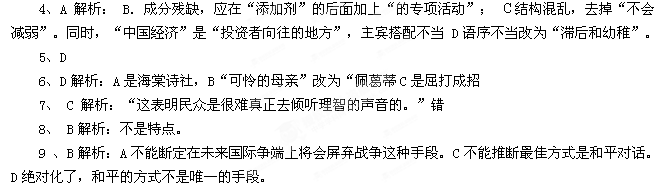 4、A 解析： B．成分残缺，应在“添加剂”的后面加上“的专项活动”； C结构混乱，去掉“不会
减弱”。同时，“中国经济”是“投资者向往的地方”，主宾搭配不当 D语序不当改为“滞后和幼稚”。
5、D
6、D解析：A是海棠诗社，B“可怜的母亲”改为“佩葛蒂C是屈打成招
7、 C 解析：“这表明民众是很难真正去倾听理智的声音的。”错
8、 B解析：不是特点。
9 、B解析：A不能断定在未来国际争端上将会屏弃战争这种手段。C不能推断最佳方式是和平对话。
D绝对化了，和平的方式不是唯一的手段。